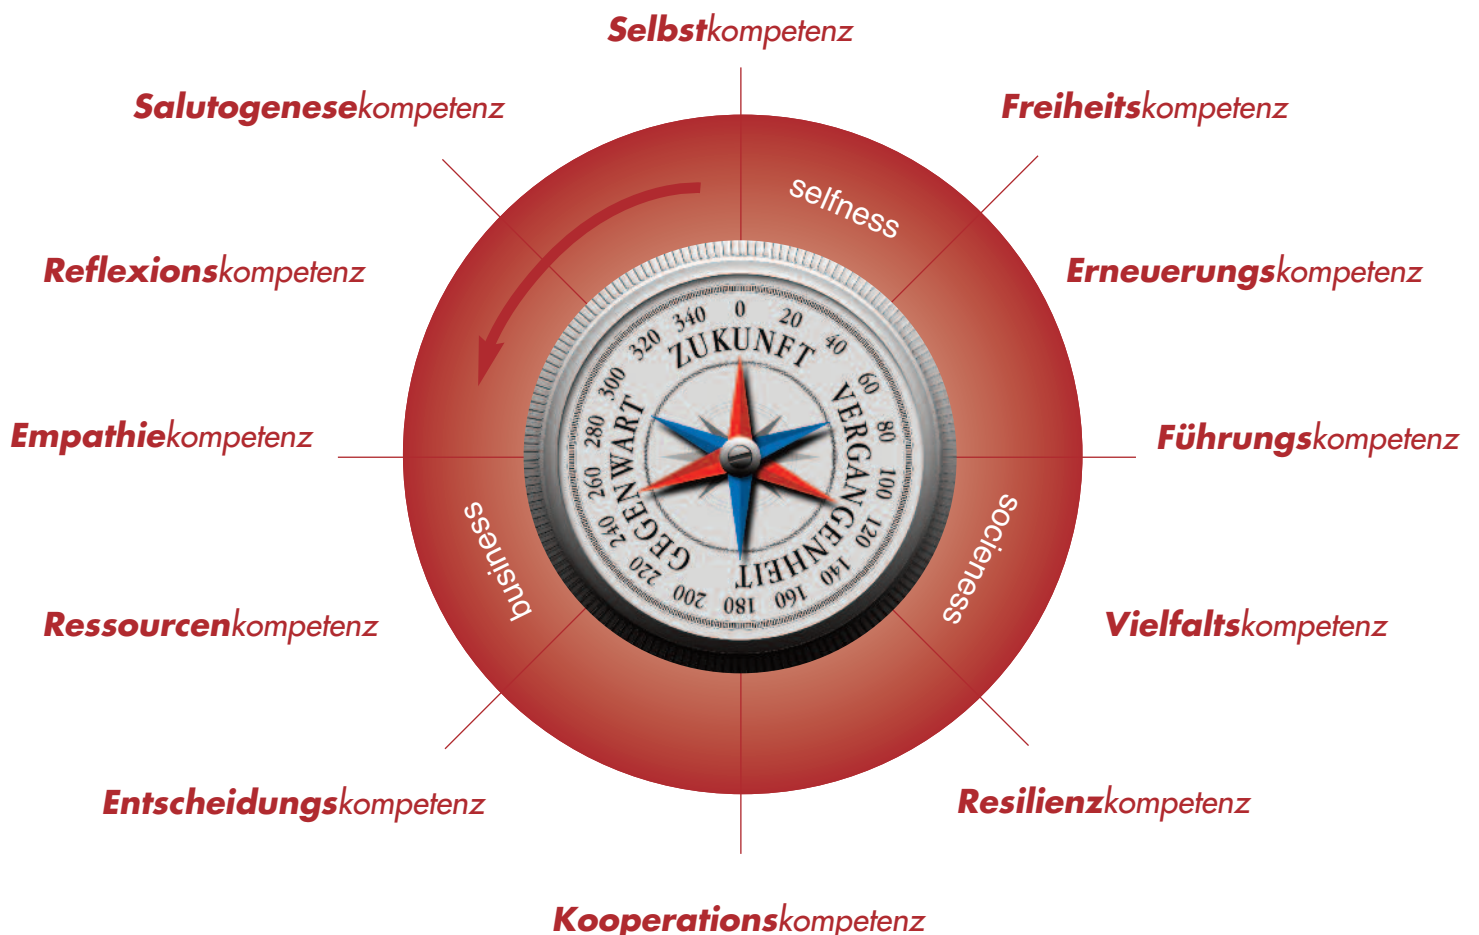 Selbstkompetenz
Salutogenesekompetenz
Freiheitskompetenz
selfness
Reflexionskompetenz
Erneuerungskompetenz
0
20
40
60
80
100
120
140
160
180
200
220
240
260
280
300
320
340
ZUKUNFT
VERGANGENHEIT
GEGENWART
Empathiekompetenz
Führungskompetenz
business
socieness
Ressourcenkompetenz
Vielfaltskompetenz
Entscheidungskompetenz
Resilienzkompetenz
Kooperationskompetenz